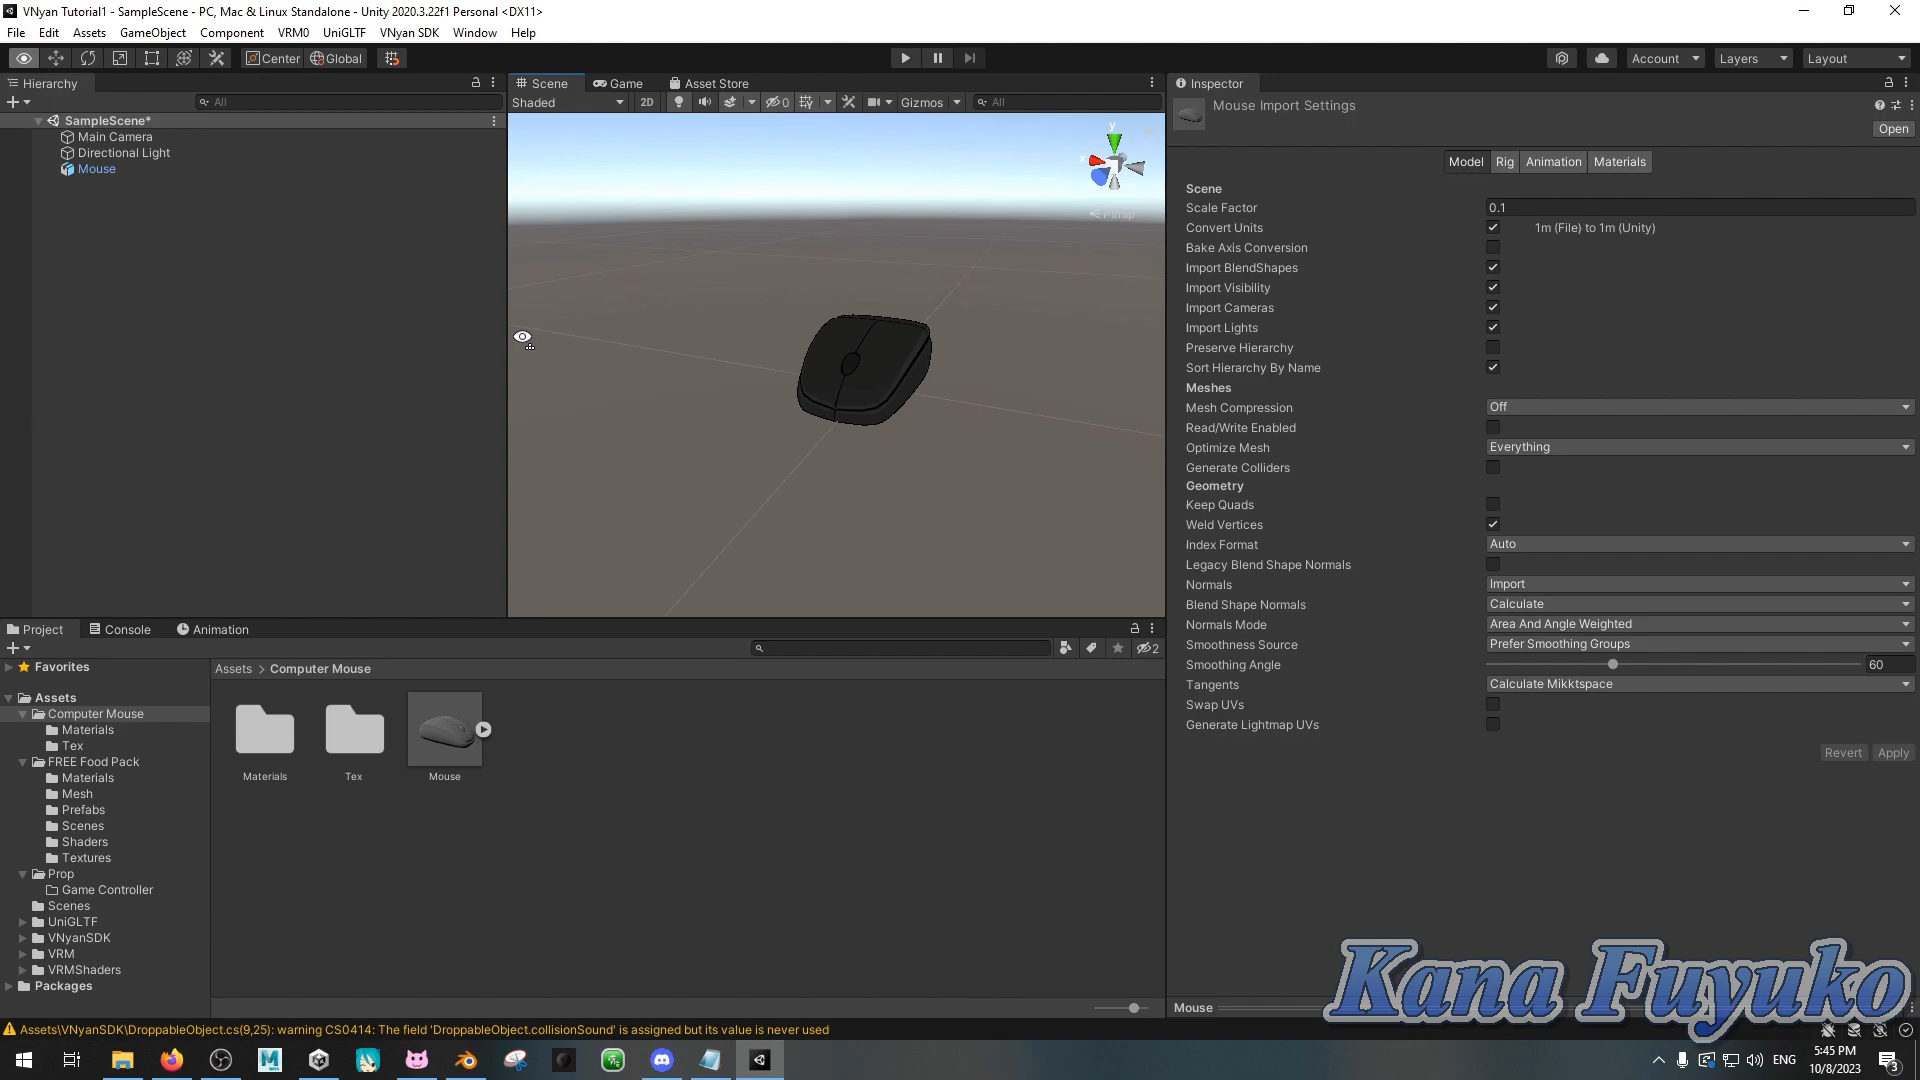 VNyan Tutorial1 - SampleScene - PC, Mac & Linux Standalone - Unity 2020.3.22f1 Personal <DX11>
File Edit Assets GameObject Component VRM0 UniGLTF VNyan SDK Window Help
Center Global Account Layers Layout
Hierarchy
All
SampleScene*
Main Camera
Directional Light
Mouse
Scene Game Asset Store
Shaded 2D 0 Gizmos All
y
x
Persp
Inspector
Mouse Import Settings
Open
Model Rig Animation Materials
Scene
Scale Factor 0.1
Convert Units 1m (File) to 1m (Unity)
Bake Axis Conversion
Import BlendShapes
Import Visibility
Import Cameras
Import Lights
Preserve Hierarchy
Sort Hierarchy By Name
Meshes
Mesh Compression Off
Read/Write Enabled
Optimize Mesh Everything
Generate Colliders
Geometry
Keep Quads
Weld Vertices
Index Format Auto
Legacy Blend Shape Normals
Normals Import
Blend Shape Normals Calculate
Normals Mode Area And Angle Weighted
Smoothness Source Prefer Smoothing Groups
Smoothing Angle 60
Tangents Calculate Mikktspace
Swap UVs
Generate Lightmap UVs
Revert Apply
Project Console Animation
2
Favorites
Assets
Computer Mouse
Materials
Tex
FREE Food Pack
Materials
Mesh
Prefabs
Scenes
Shaders
Textures
Prop
Game Controller
Scenes
UniGLTF
VNyanSDK
VRM
VRMShaders
Packages
Assets > Computer Mouse
Materials Tex Mouse
Mouse
Kana Fuyuko
Assets\VNyanSDK\DroppableObject.cs(9,25): warning CS0414: The field 'DroppableObject.collisionSound' is assigned but its value is never used
ENG
5:45 PM
10/8/2023
3